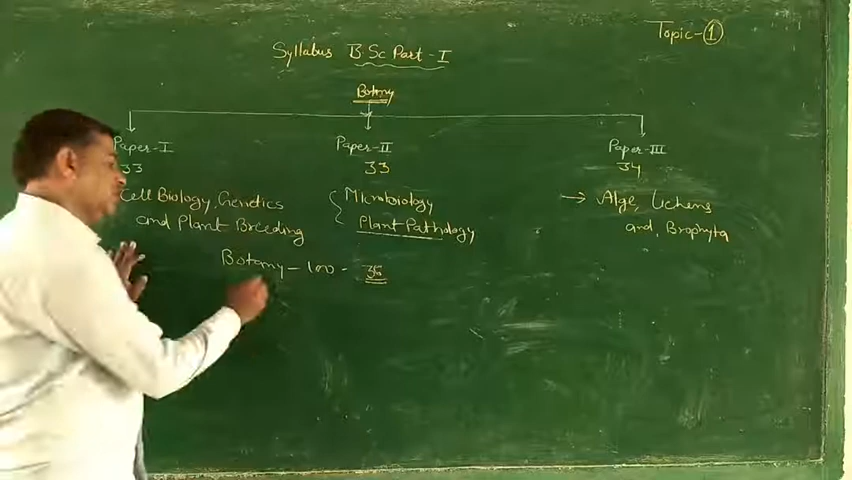 Topic-1
Syllabus B.Sc Part-I
Botany
Paper-I
33
Cell Biology, Genetics
and Plant Breeding
Paper-II
33
Microbiology
Plant Pathology
Paper-III
34
→ Alge, Lichens
and, Brophyta
Botany - 100 - 36